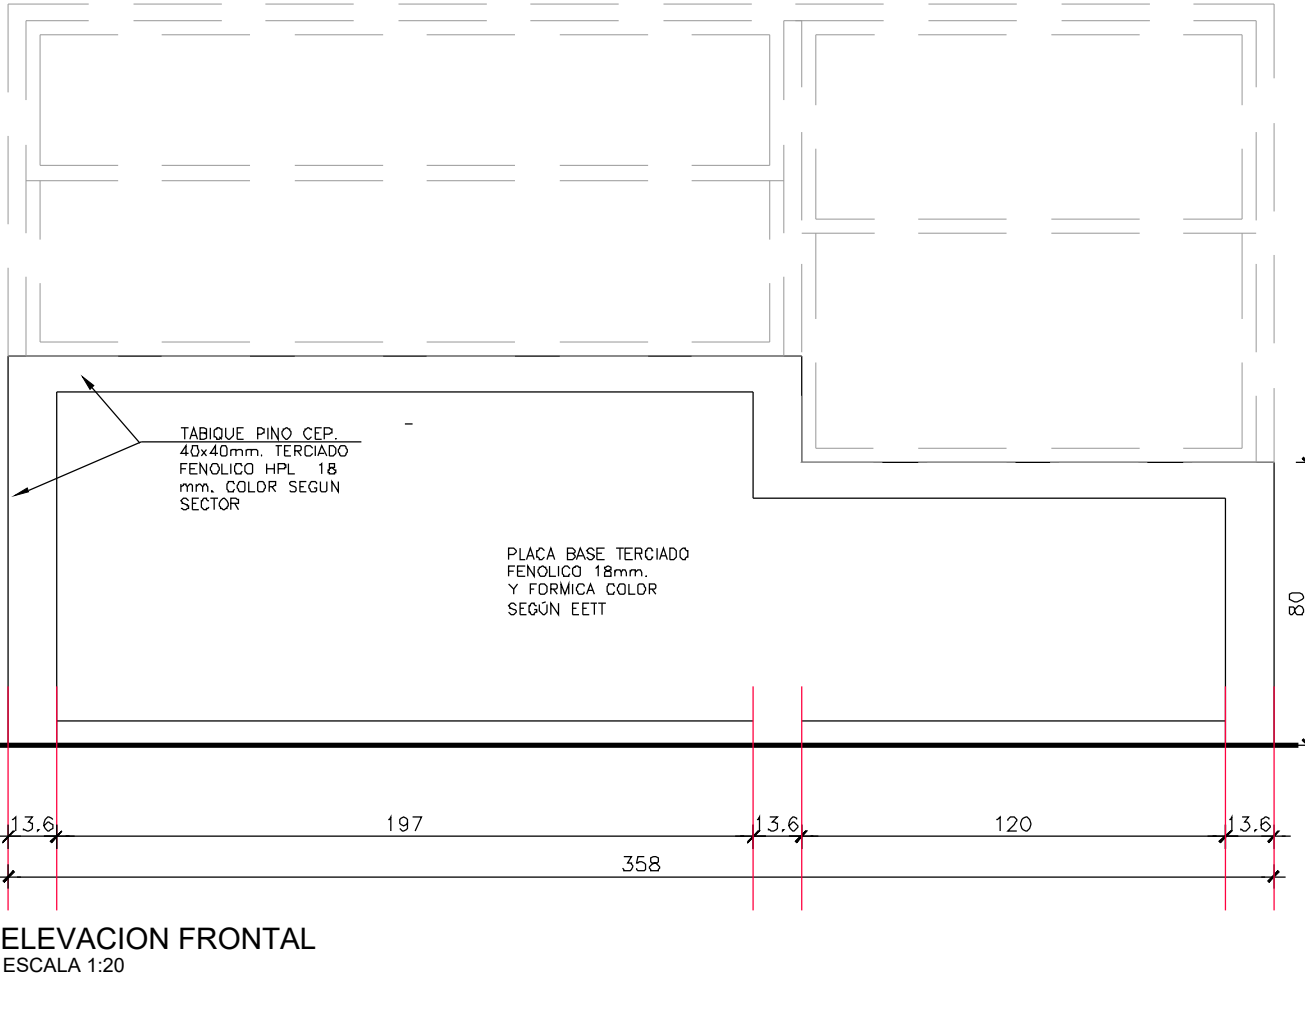 TABIQUE PINO CEP.
40x40mm. TERCIADO
FENOLICO HPL 18
mm. COLOR SEGUN
SECTOR
PLACA BASE TERCIADO
FENOLICO 18mm.
Y FORMICA COLOR
SEGÚN EETT
80
13.6
197
13.6
120
13.6
358
ELEVACION FRONTAL
ESCALA 1:20